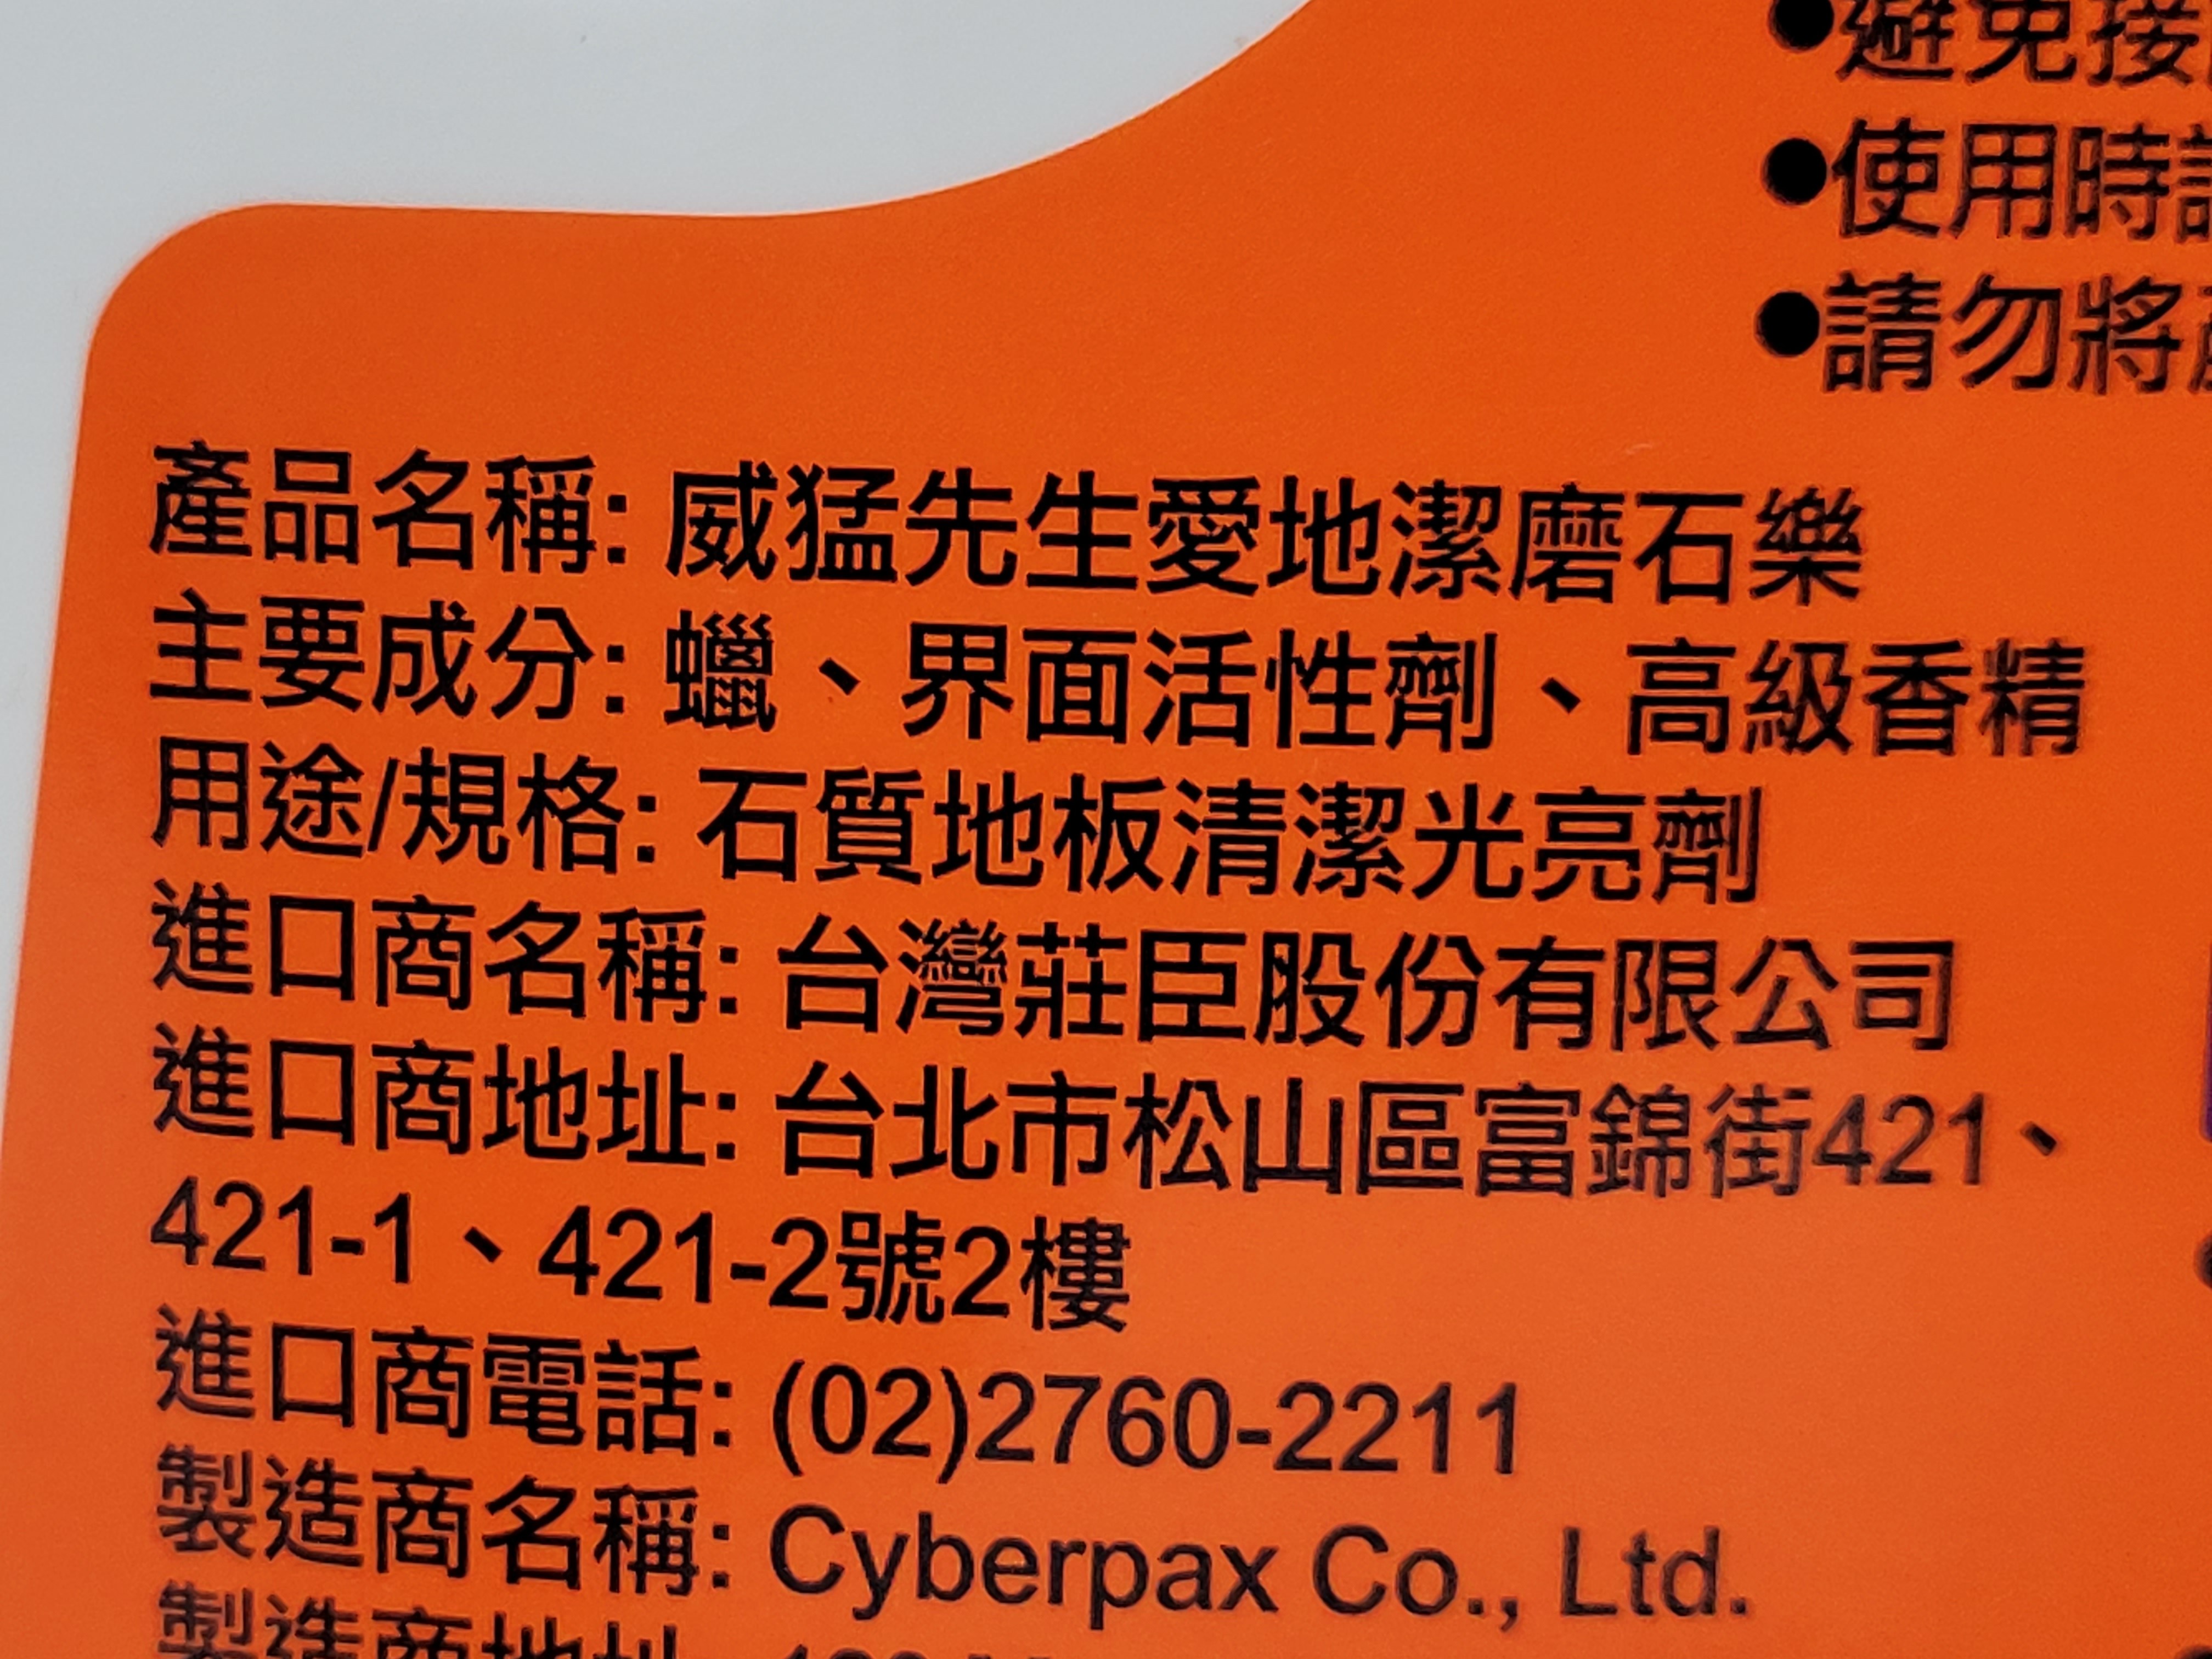 ●避免接
●使用時
●請勿將
產品名稱: 威猛先生愛地潔磨石樂
主要成分: 蠟、界面活性劑、高級香精
用途/規格: 石質地板清潔光亮劑
進口商名稱: 台灣莊臣股份有限公司
進口商地址: 台北市松山區富錦街421、
421-1、421-2號2樓
進口商電話: (02)2760-2211
製造商名稱: Cyberpax Co., Ltd.
製造商地址: